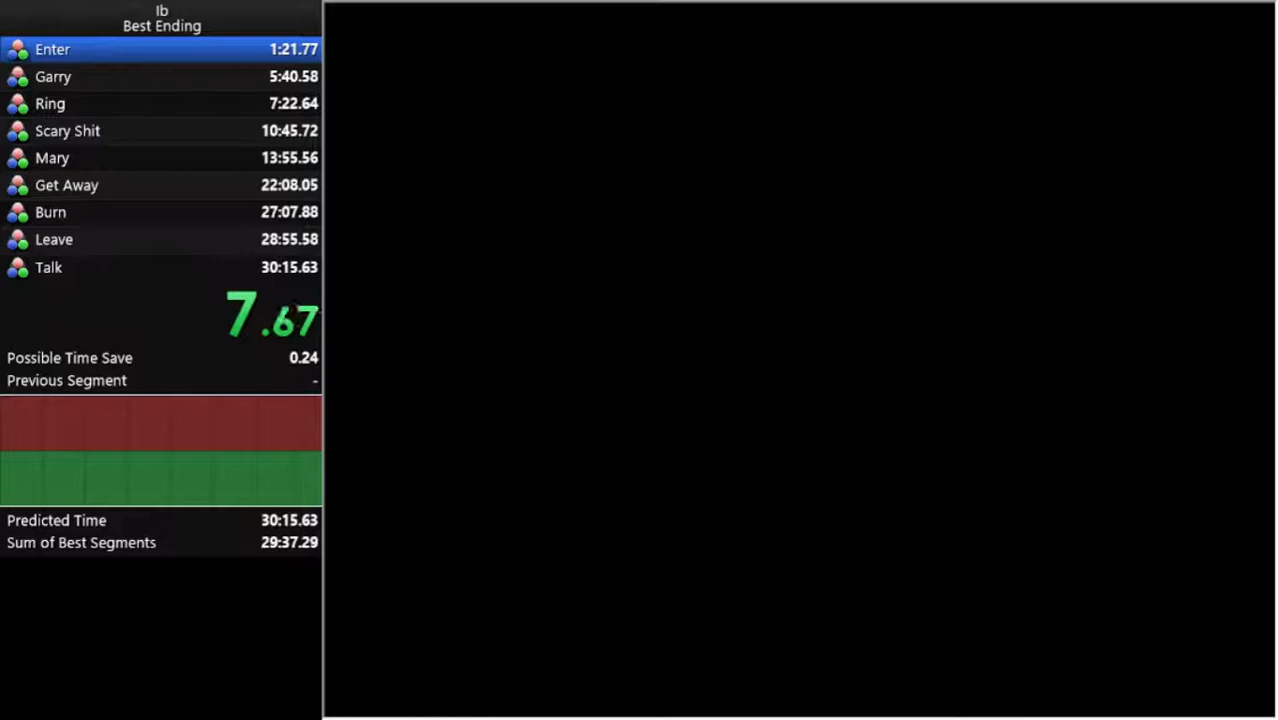 Ib
Best Ending
Enter 1:21.77
Garry 5:40.58
Ring 7:22.64
Scary Shit 10:45.72
Mary 13:55.56
Get Away 22:08.05
Burn 27:07.88
Leave 28:55.58
Talk 30:15.63
7.67
Possible Time Save 0.24
Previous Segment -
Predicted Time 30:15.63
Sum of Best Segments 29:37.29